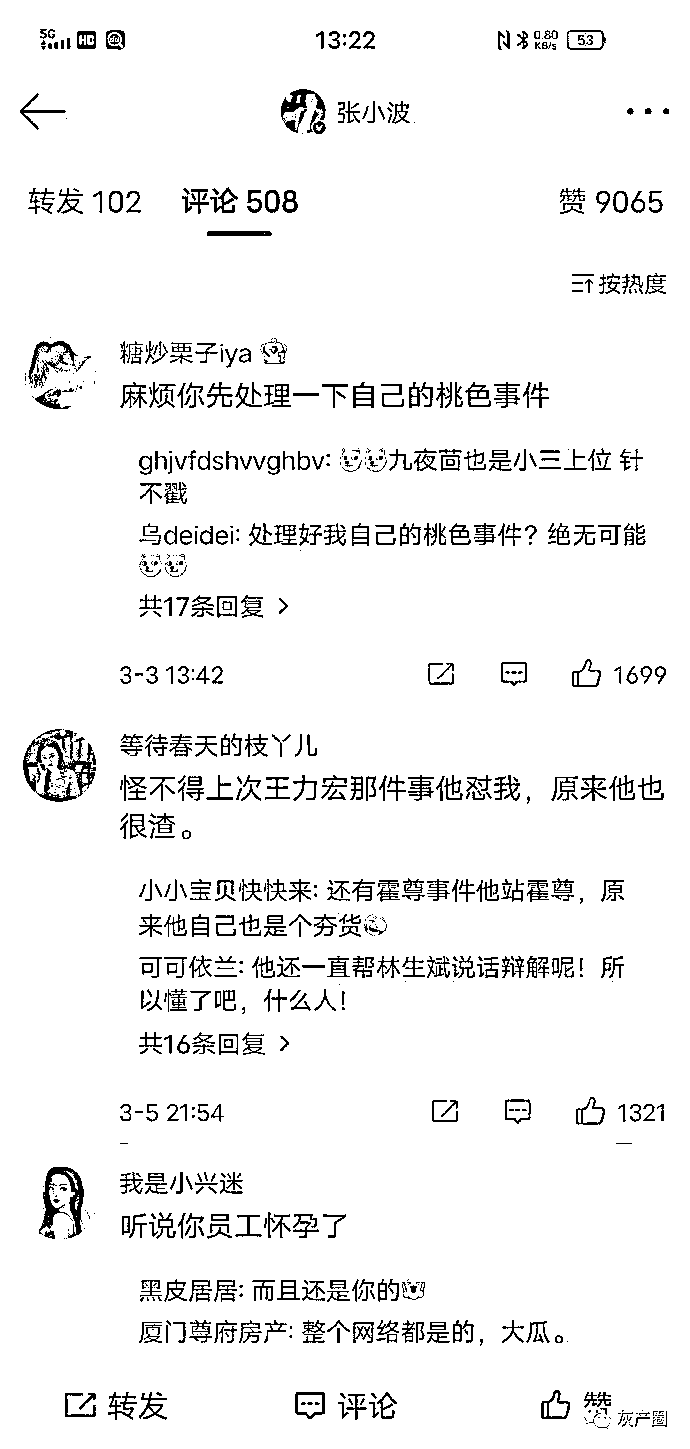 5G HD 13:22 0.80 KB/s 53
张小波
转发 102 评论 508 赞 9065
按热度
糖炒栗子iya
麻烦你先处理一下自己的桃色事件
ghjvfdshvvghbv: 九夜茴也是小三上位 针
不戳
乌deidei: 处理好我自己的桃色事件？绝无可能
共17条回复 >
3-3 13:42 1699
等待春天的枝丫儿
怪不得上次王力宏那件事他怼我，原来他也
很渣。
小小宝贝快快来: 还有霍尊事件他站霍尊，原
来他自己也是个夯货
可可依兰: 他还一直帮林生斌说话辩解呢！所
以懂了吧，什么人！
共16条回复 >
3-5 21:54 1321
我是小兴迷
听说你员工怀孕了
黑皮居居: 而且还是你的
厦门尊府房产: 整个网络都是的，大瓜。
转发 评论 赞
灰产圈